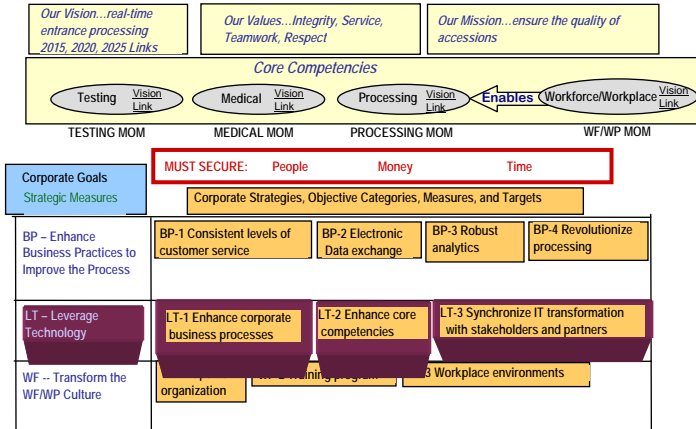 Our Vision…real-time
entrance processing
2015, 2020, 2025 Links
Our Values…Integrity, Service,
Teamwork, Respect
Our Mission…ensure the quality of
accessions
Core Competencies
Testing
Vision
Link
Medical
Vision
Link
Processing
Vision
Link
Enables
Workforce/Workplace
Vision
Link
TESTING MOM
MEDICAL MOM
PROCESSING MOM
WF/WP MOM
Corporate Goals
Strategic Measures
MUST SECURE: People Money Time
Corporate Strategies, Objective Categories, Measures, and Targets
BP – Enhance
Business Practices to
Improve the Process
BP-1 Consistent levels of
customer service
BP-2 Electronic
Data exchange
BP-3 Robust
analytics
BP-4 Revolutionize
processing
LT – Leverage
Technology
LT-1 Enhance corporate
business processes
LT-2 Enhance core
competencies
LT-3 Synchronize IT transformation
with stakeholders and partners
WF -- Transform the
WF/WP Culture
organization
program
3 Workplace environments